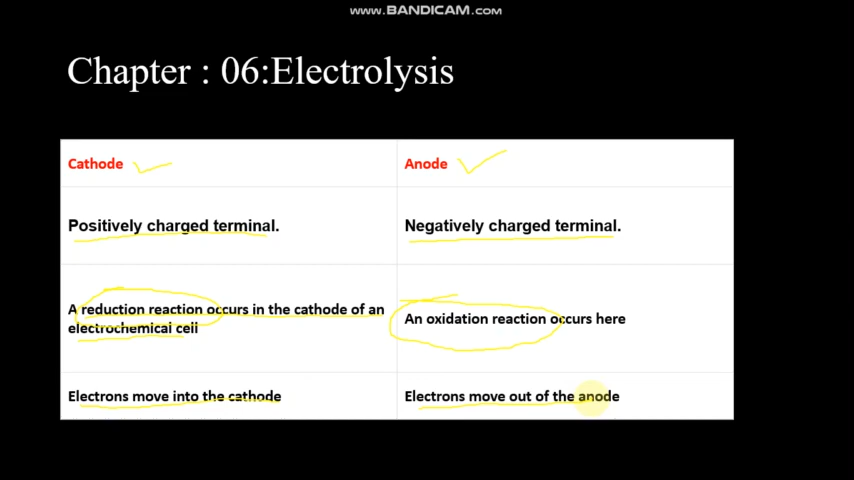 www.BANDICAM.com
Chapter : 06:Electrolysis
Cathode
Anode
Positively charged terminal.
Negatively charged terminal.
A reduction reaction occurs in the cathode of an
electrochemical cell
An oxidation reaction occurs here
Electrons move into the cathode
Electrons move out of the anode